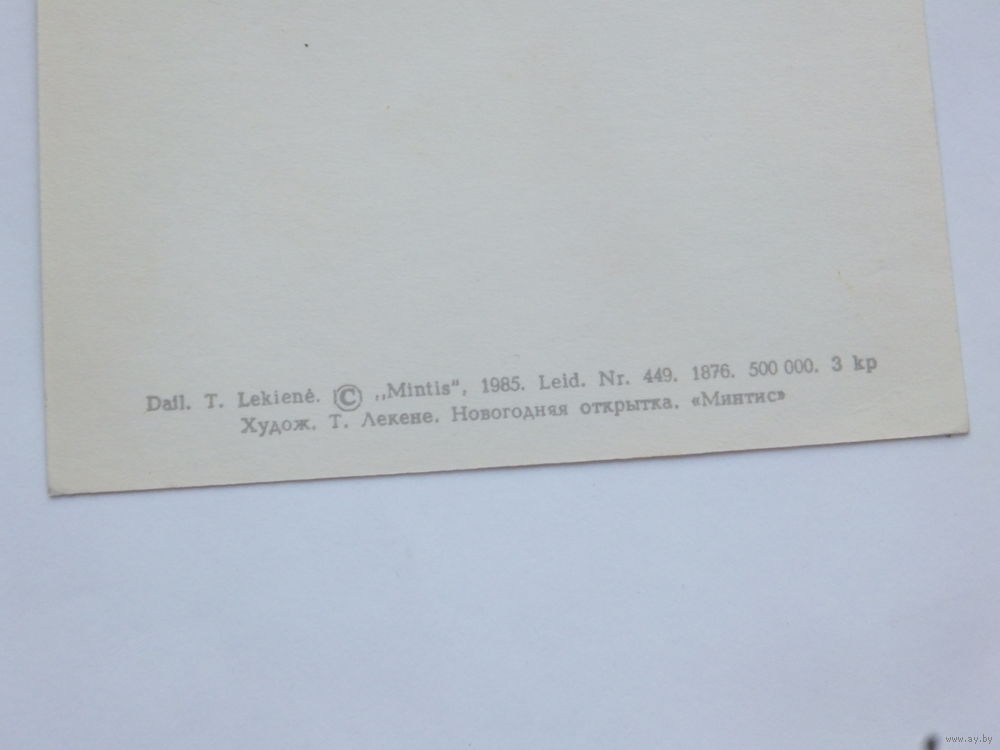 Dail. T. Lekienė. © ,,Mintis", 1985. Leid. Nr. 449. 1876. 500 000. 3 kp
Худож. Т. Лекене. Новогодняя открытка. «Минтис»
www.ay.by